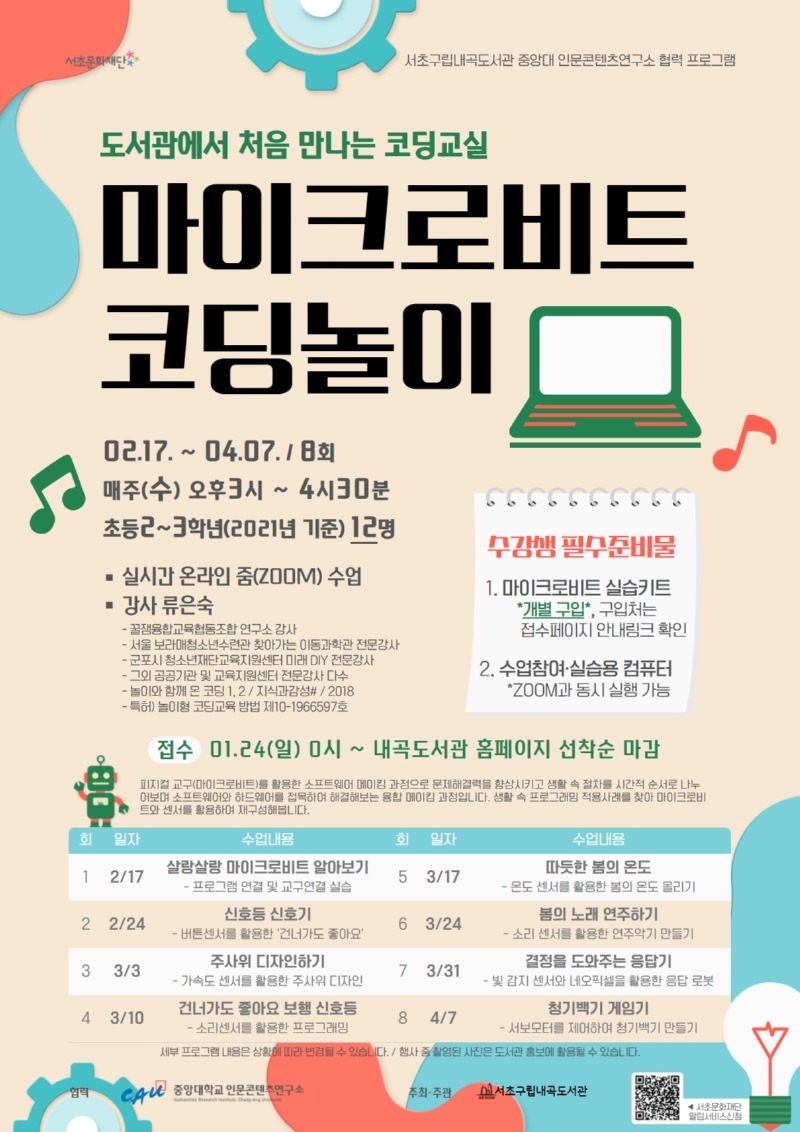 서초문화재단
서초구립내곡도서관 중앙대 인문콘텐츠연구소 협력 프로그램
도서관에서 처음 만나는 코딩교실
마이크로비트
코딩놀이
02.17. ~ 04.07. / 8회
매주(수) 오후3시 ~ 4시30분
초등2~3학년(2021년 기준) 12명
▪ 실시간 온라인 줌(ZOOM) 수업
▪ 강사 류은숙
- 꿀잼융합교육협동조합 연구소 강사
- 서울 보라매청소년수련관 찾아가는 이동과학관 전문강사
- 군포시 청소년재단교육지원센터 미래 DIY 전문강사
- 그외 공공기관 및 교육지원센터 전문강사 다수
- 놀이와 함께 온 코딩 1, 2 / 지식과감성# / 2018
- 특허) 놀이형 코딩교육 방법 제10-1966597호
수강생 필수준비물
1. 마이크로비트 실습키트
*개별 구입*, 구입처는
접수페이지 안내링크 확인
2. 수업참여·실습용 컴퓨터
*ZOOM과 동시 실행 가능
접수 01.24(일) 0시 ~ 내곡도서관 홈페이지 선착순 마감
피지컬 교구(마이크로비트)를 활용한 소프트웨어 메이킹 과정으로 문제해결력을 향상시키고 생활 속 절차를 시간적 순서로 나누
어보며 소프트웨어와 하드웨어를 접목하여 해결해보는 융합 메이킹 과정입니다. 생활 속 프로그래밍 적용사례를 찾아 마이크로비
트와 센서를 활용하여 재구성해봅니다.
회 일자 수업내용 회 일자 수업내용
1 2/17 살랑살랑 마이크로비트 알아보기 5 3/17 따듯한 봄의 온도
- 프로그램 연결 및 교구연결 실습 - 온도 센서를 활용한 봄의 온도 올리기
2 2/24 신호등 신호기 6 3/24 봄의 노래 연주하기
- 버튼센서를 활용한 '건너가도 좋아요' - 소리 센서를 활용한 연주악기 만들기
3 3/3 주사위 디자인하기 7 3/31 결정을 도와주는 응답기
- 가속도 센서를 활용한 주사위 디자인 - 빛 감지 센서와 네오픽셀을 활용한 응답 로봇
4 3/10 건너가도 좋아요 보행 신호등 8 4/7 청기백기 게임기
- 소리센서를 활용한 프로그래밍 - 서보모터를 제어하여 청기백기 만들기
세부 프로그램 내용은 상황에 따라 변경될 수 있습니다. / 행사 중 촬영된 사진은 도서관 홍보에 활용될 수 있습니다.
협력 CAU 중앙대학교 인문콘텐츠연구소
Humanities Research Institute, Chung-Ang University
주최·주관 서초구립내곡도서관
◀ 서초문화재단
알림서비스신청